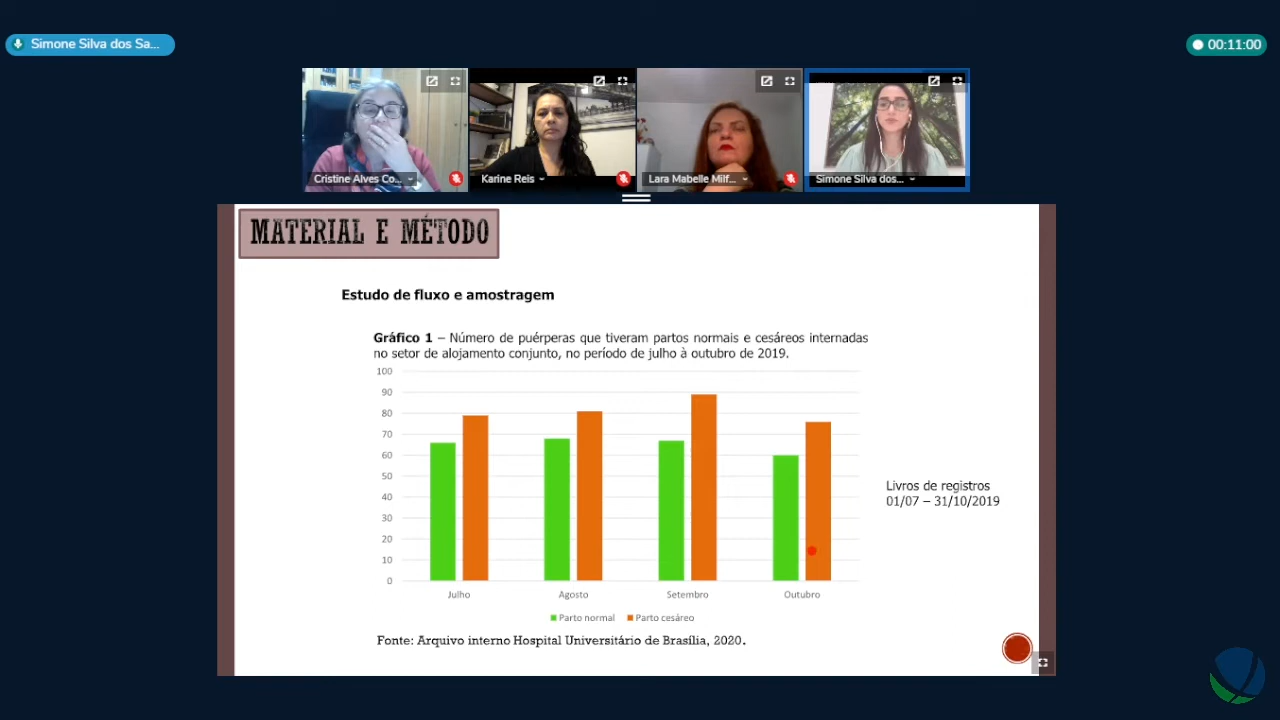 Simone Silva dos Sa...
00:11:00
Cristine Alves Co...
Karine Reis
Lara Mabelle Milf...
Simone Silva dos...
MATERIAL E MÉTODO
Estudo de fluxo e amostragem
Gráfico 1 – Número de puérperas que tiveram partos normais e cesáreos internadas
no setor de alojamento conjunto, no período de julho à outubro de 2019.
100
90
80
70
60
50
40
30
20
10
0
Julho Agosto Setembro Outubro
Parto normal Parto cesáreo
Livros de registros
01/07 – 31/10/2019
Fonte: Arquivo interno Hospital Universitário de Brasília, 2020.